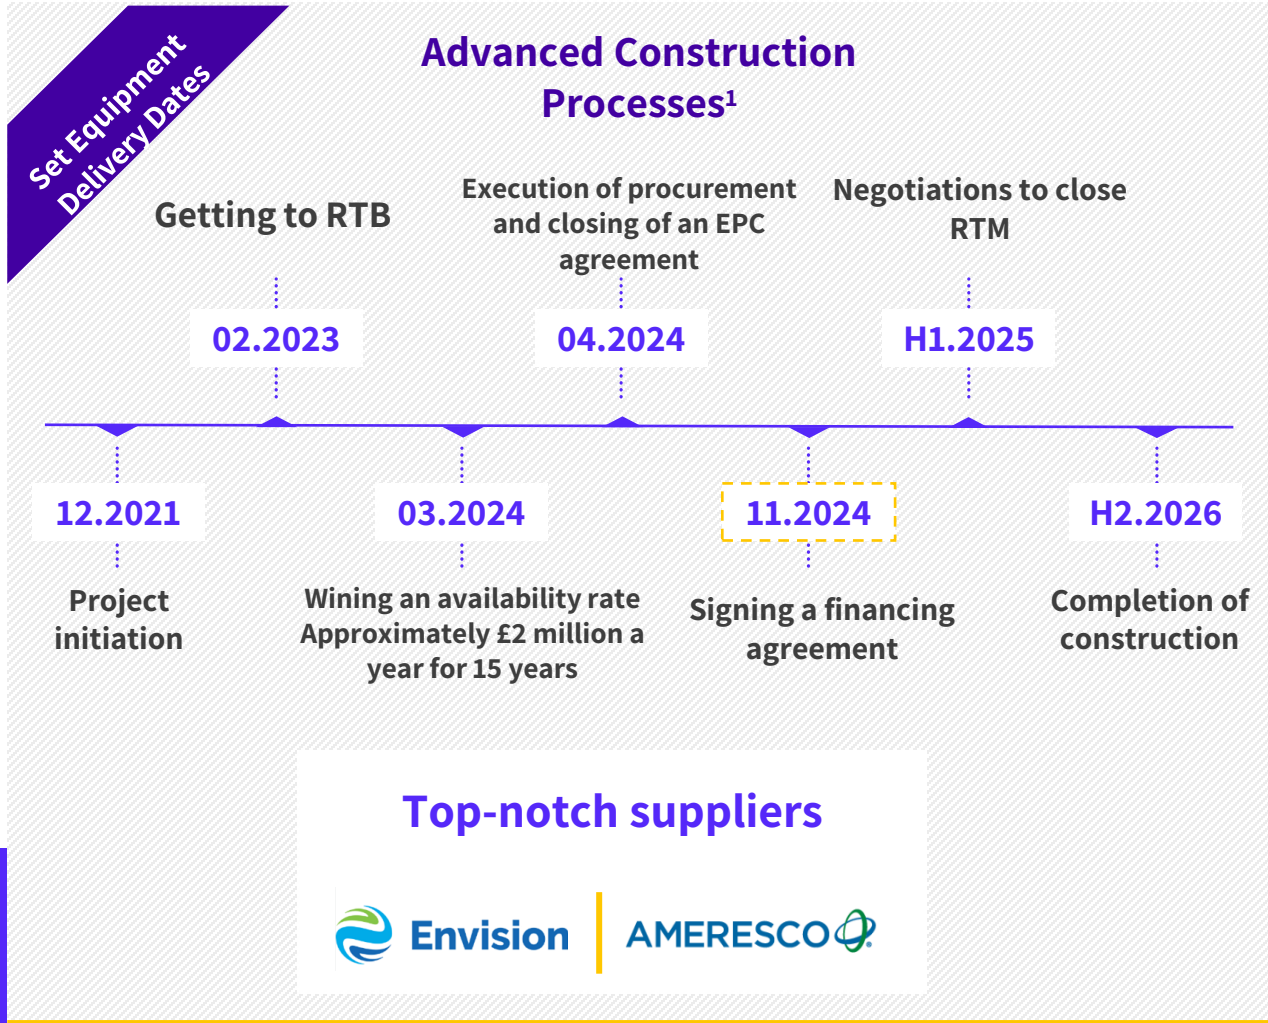 Set Equipment
Delivery Dates
Advanced Construction
Processes¹
Getting to RTB
Execution of procurement
and closing of an EPC
agreement
Negotiations to close
RTM
02.2023
04.2024
H1.2025
12.2021
03.2024
11.2024
H2.2026
Project
initiation
Wining an availability rate
Approximately £2 million a
year for 15 years
Signing a financing
agreement
Completion of
construction
Top-notch suppliers
Envision
AMERESCO